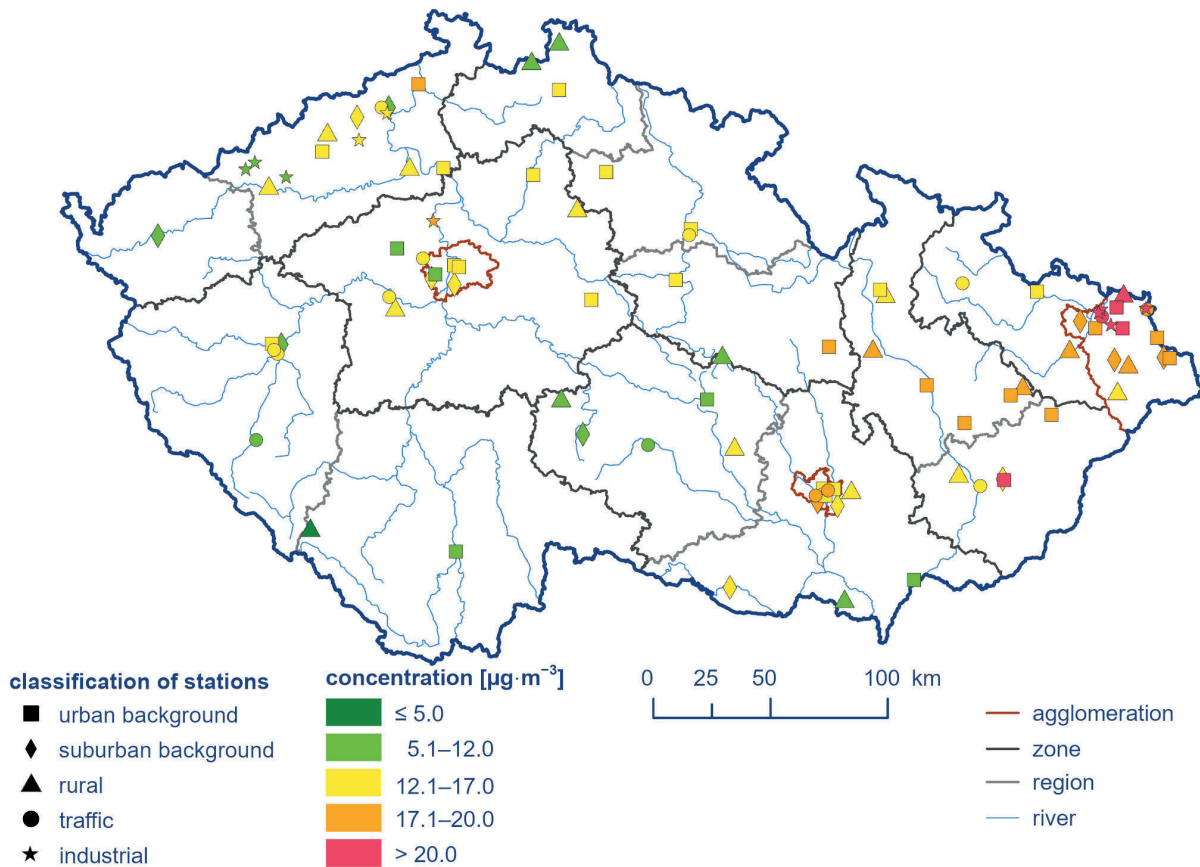 classification of stations
urban background
suburban background
rural
traffic
industrial
concentration [µg·m⁻³]
≤ 5.0
5.1–12.0
12.1–17.0
17.1–20.0
> 20.0
0 25 50 100 km
agglomeration
zone
region
river